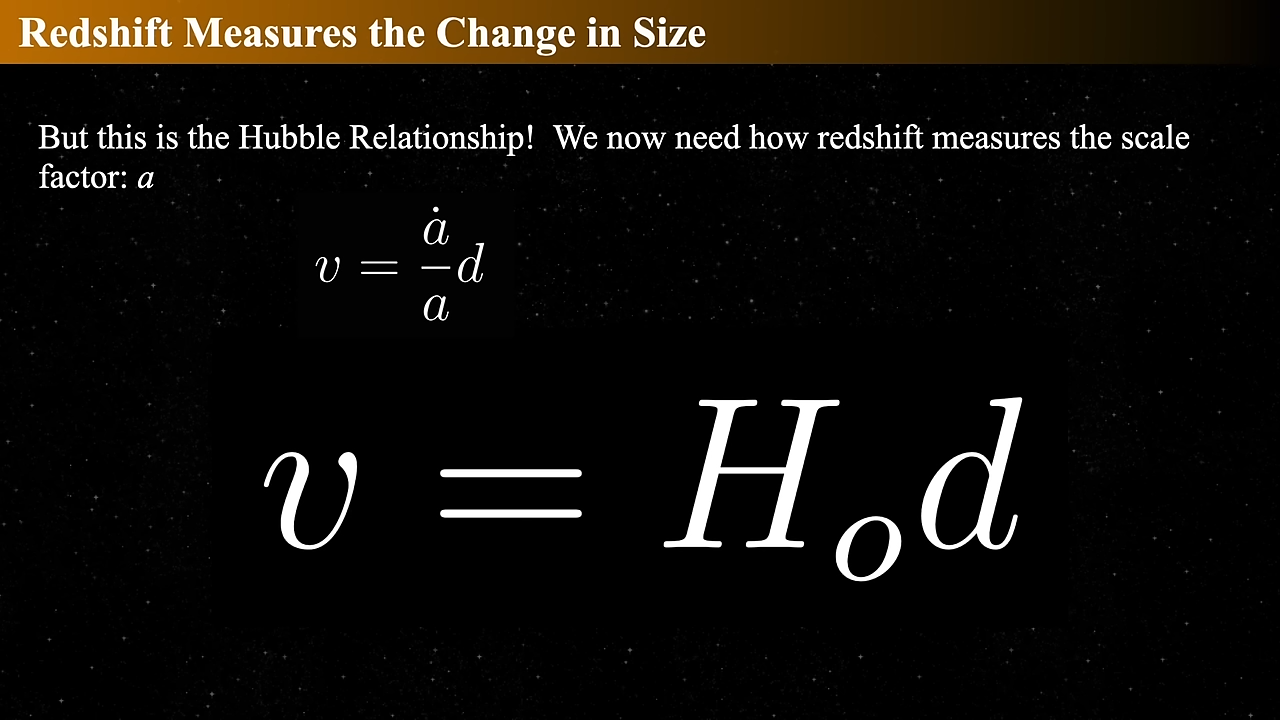 Redshift Measures the Change in Size
But this is the Hubble Relationship!  We now need how redshift measures the scale
factor: a
v = ȧ/a d
v = Hₒd